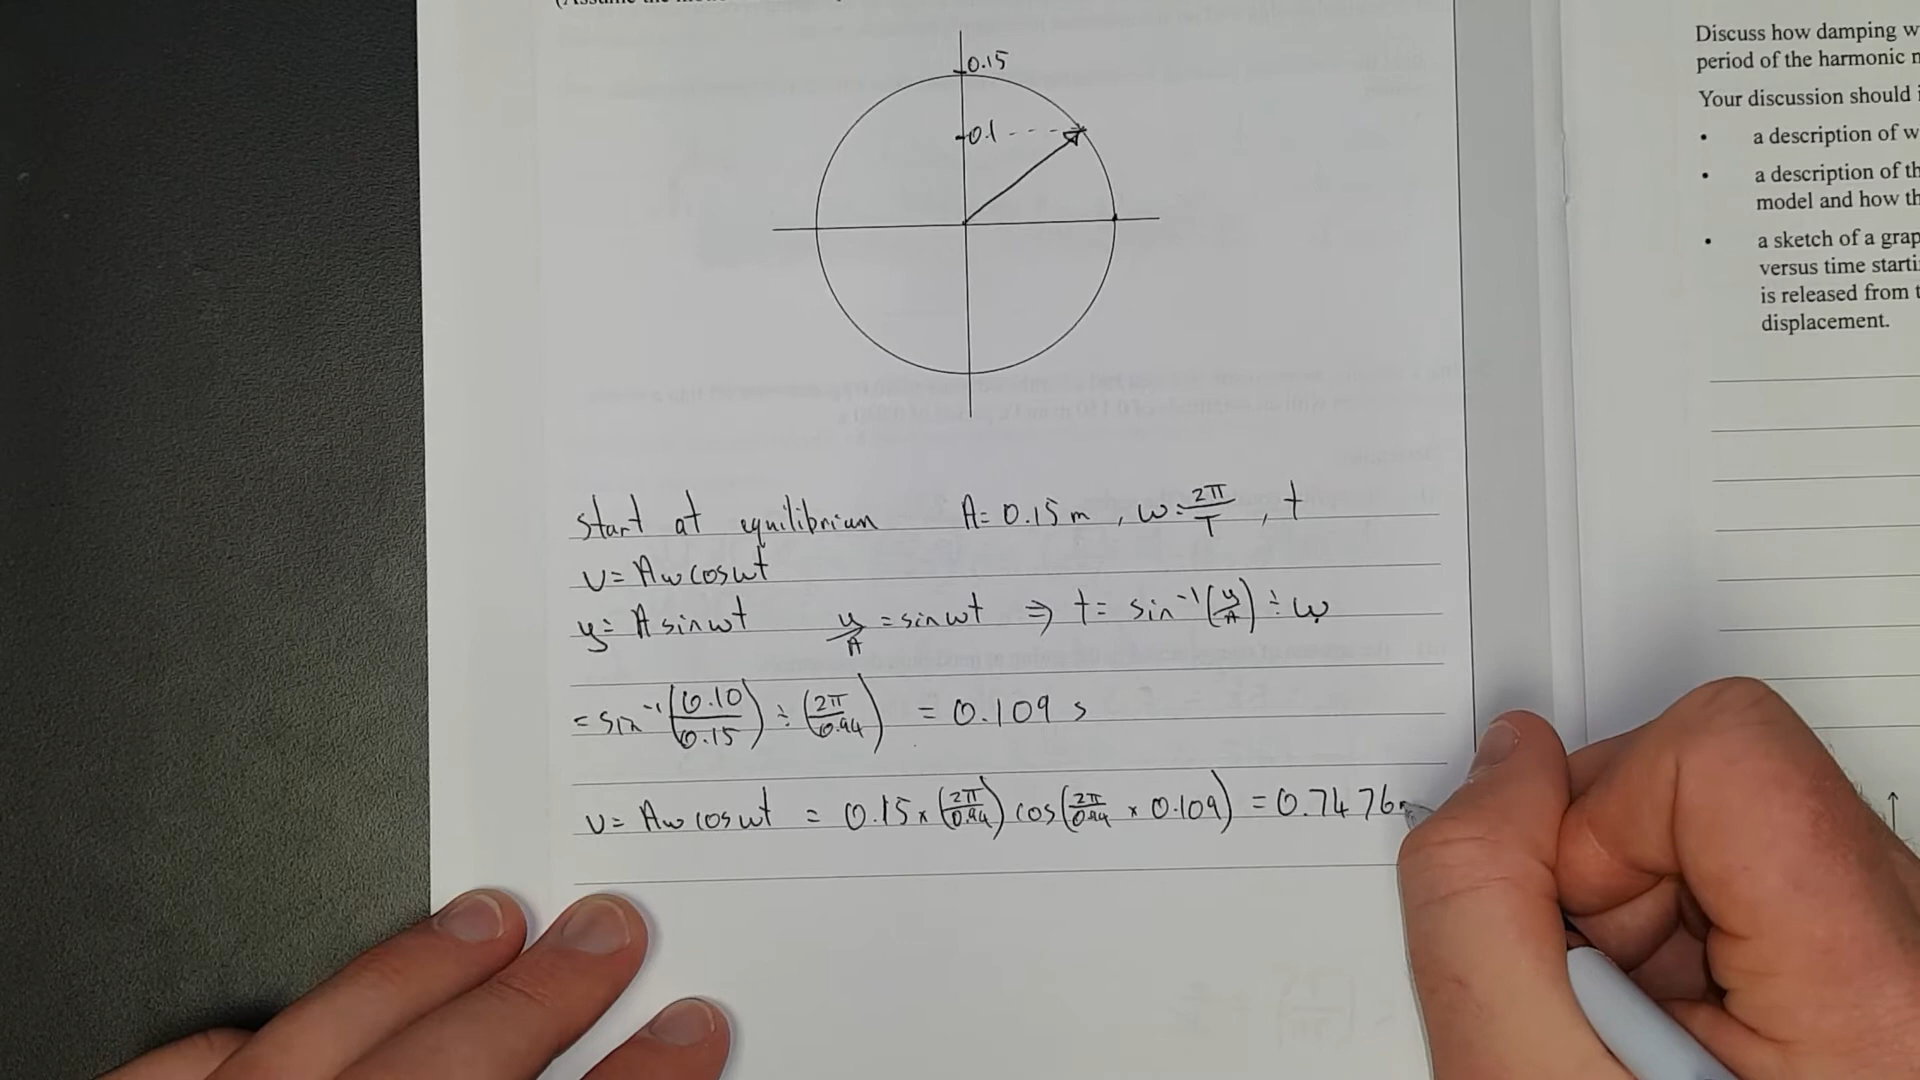 (Assume the
0.15
0.1
start at equilibrium A= 0.15 m , ω=2π/T , t
v= Aω cos ωt
y= A sin ωt y/A = sin ωt ⇒ t= sin⁻¹(y/A) ÷ ω
= sin⁻¹(0.10/0.15) ÷ (2π/0.94) = 0.109 s
v= Aω cos ωt = 0.15 × (2π/0.94) cos(2π/0.94 × 0.109) = 0.7476
Discuss how damping w
period of the harmonic
Your discussion should i
• a description of w
• a description of th
model and how th
• a sketch of a grap
versus time starti
is released from t
displacement.